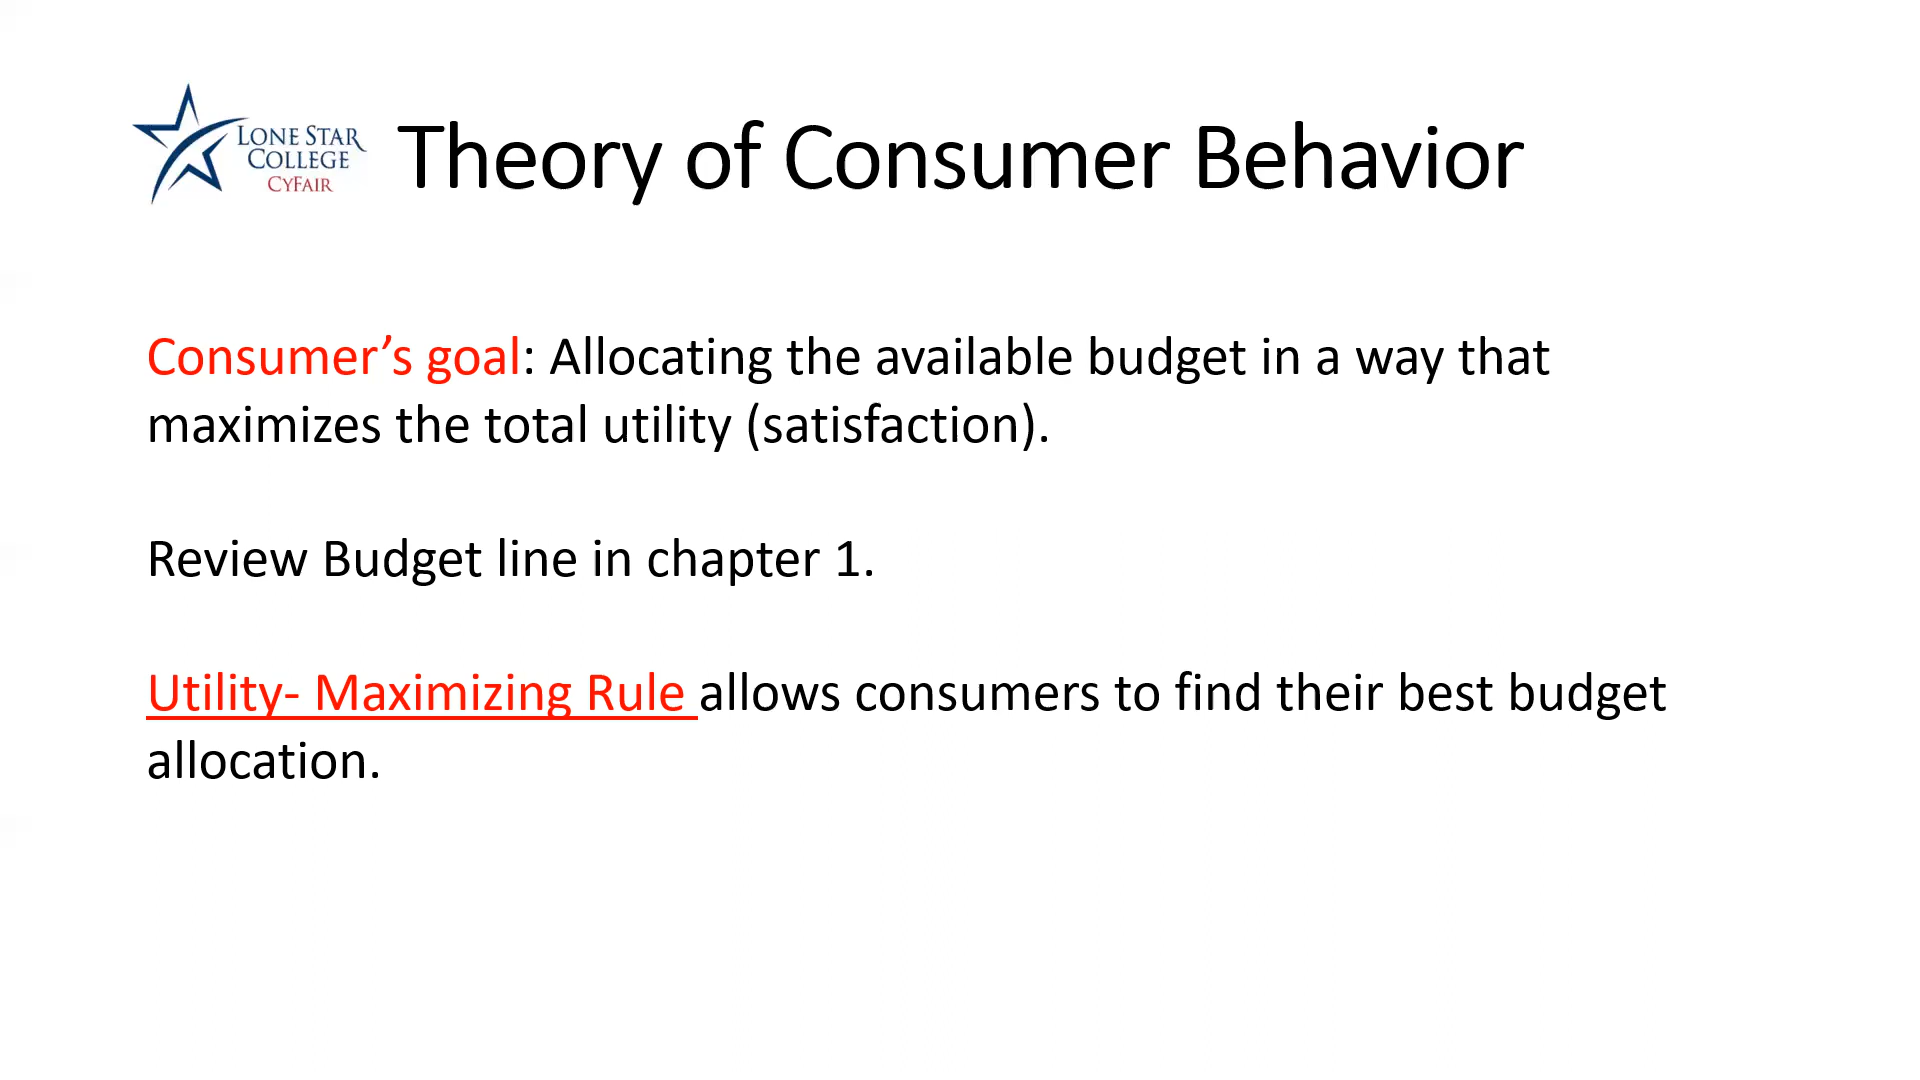 LONE STAR
COLLEGE
CYFAIR
Theory of Consumer Behavior
Consumer’s goal: Allocating the available budget in a way that
maximizes the total utility (satisfaction).
Review Budget line in chapter 1.
Utility- Maximizing Rule allows consumers to find their best budget
allocation.